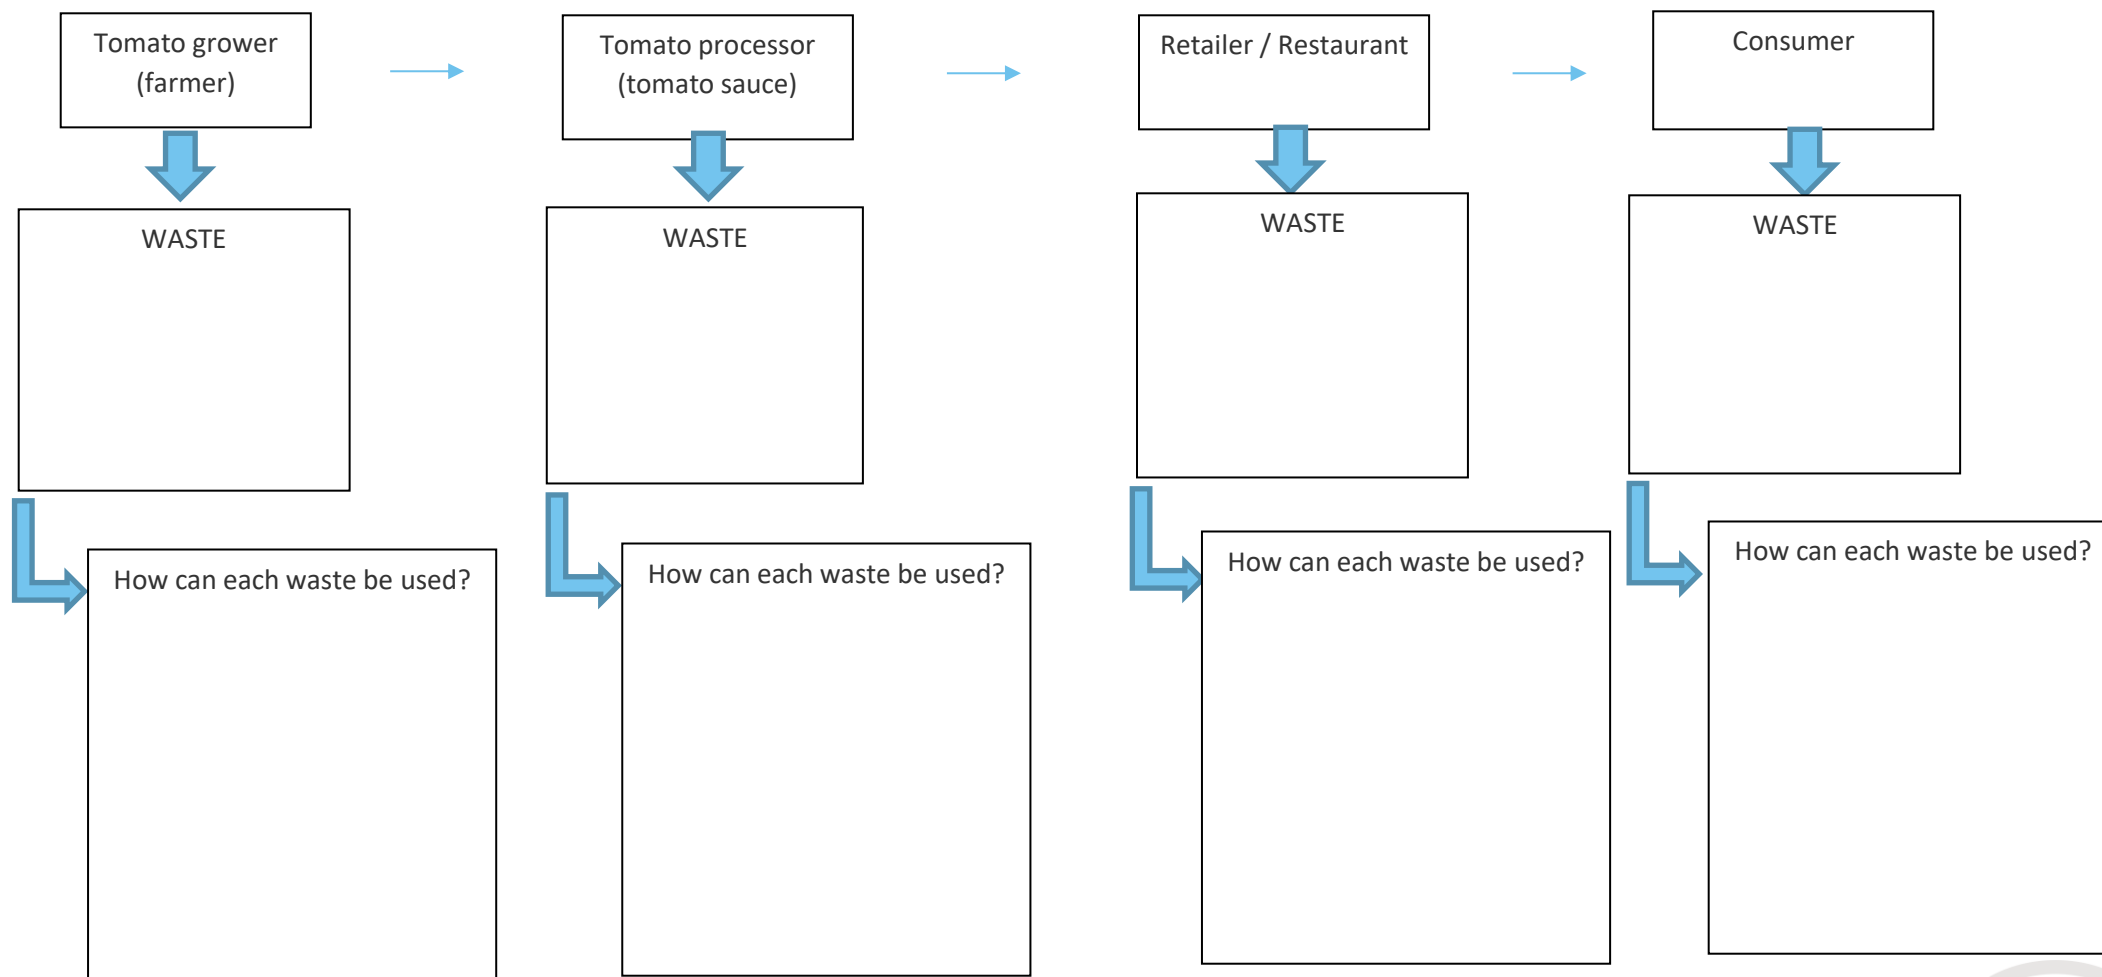 Tomato grower
(farmer)
Tomato processor
(tomato sauce)
Retailer / Restaurant
Consumer
WASTE
WASTE
WASTE
WASTE
How can each waste be used?
How can each waste be used?
How can each waste be used?
How can each waste be used?